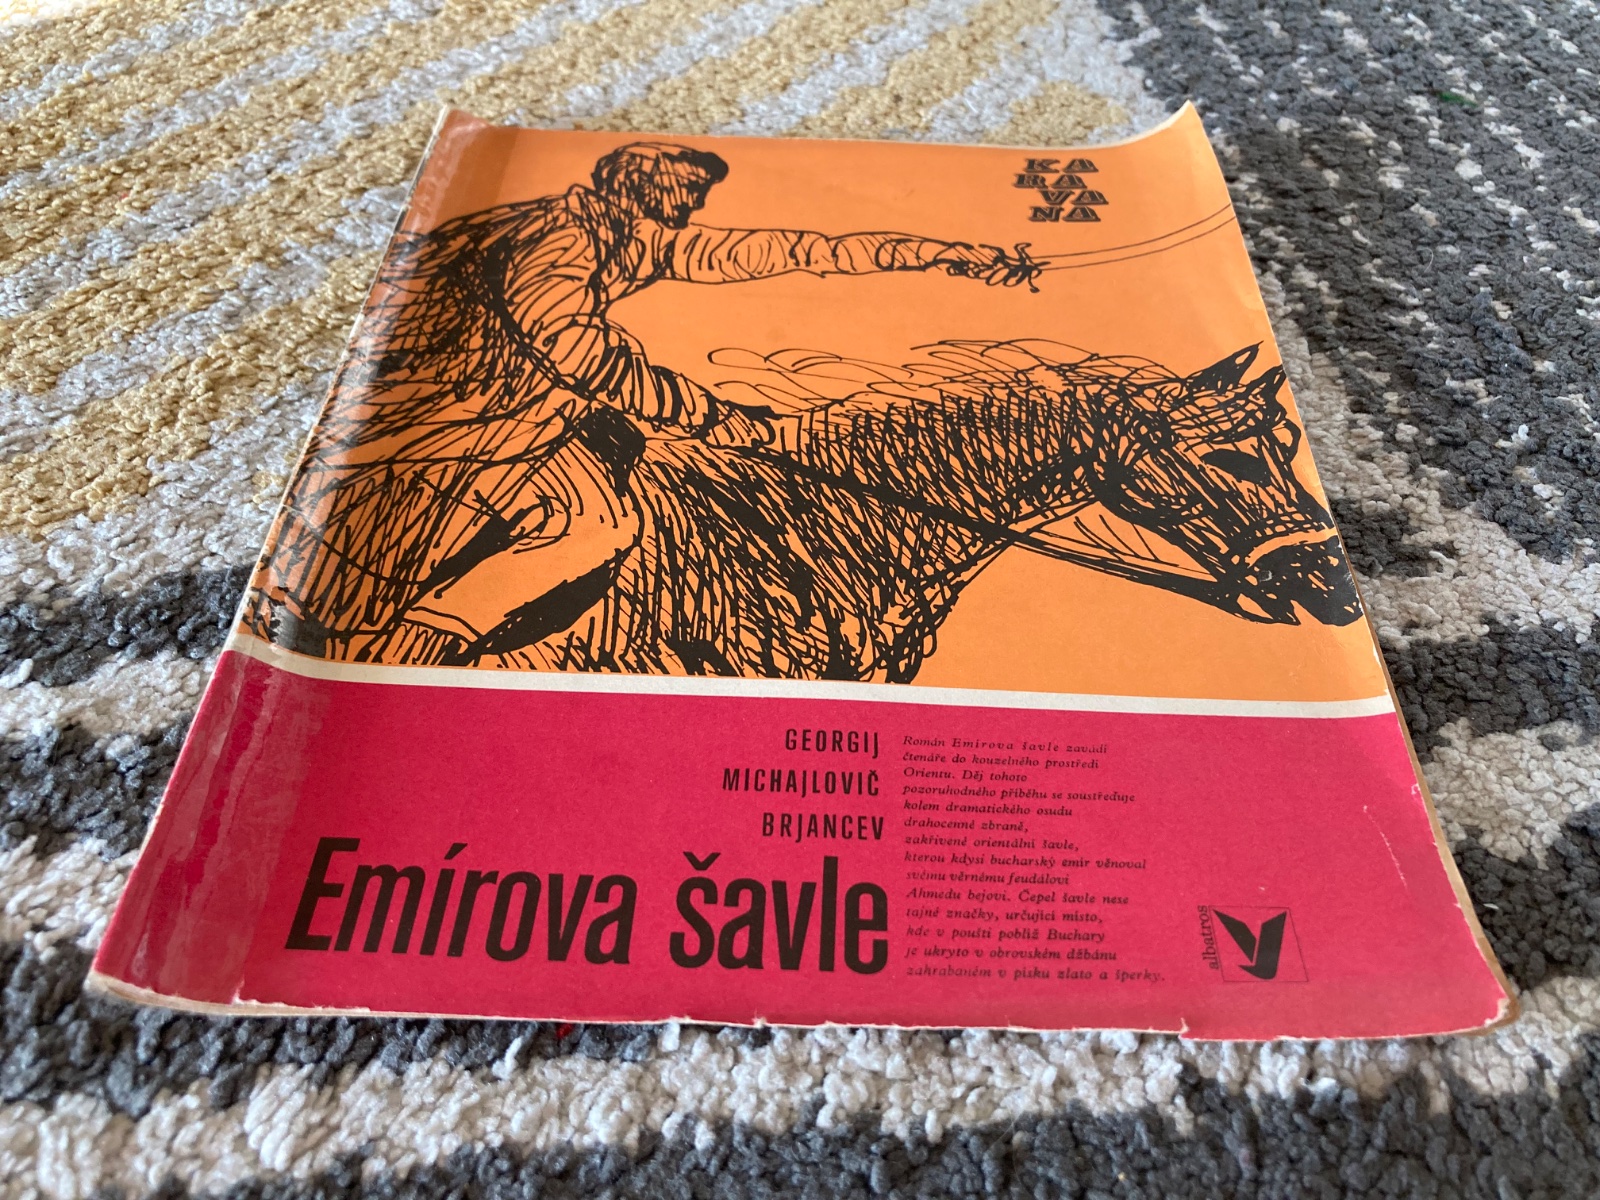 KA
RA
VA
NA
GEORGIJ
MICHAJLOVIČ
BRJANCEV
Emírova šavle
Román Emírova šavle zavádí
čtenáře do kouzelného prostředí
Orientu. Děj tohoto
pozoruhodného příběhu se soustřeďuje
kolem dramatického osudu
drahocenné zbraně,
zakřivené orientální šavle,
kterou kdysi bucharský emír věnoval
svému věrnému feudálovi
Ahmedu bejovi. Čepel šavle nese
tajné značky, určující místo,
kde v poušti poblíž Buchary
je ukryto v obrovském džbánu
zahrabaném v písku zlato a šperky.
albatros